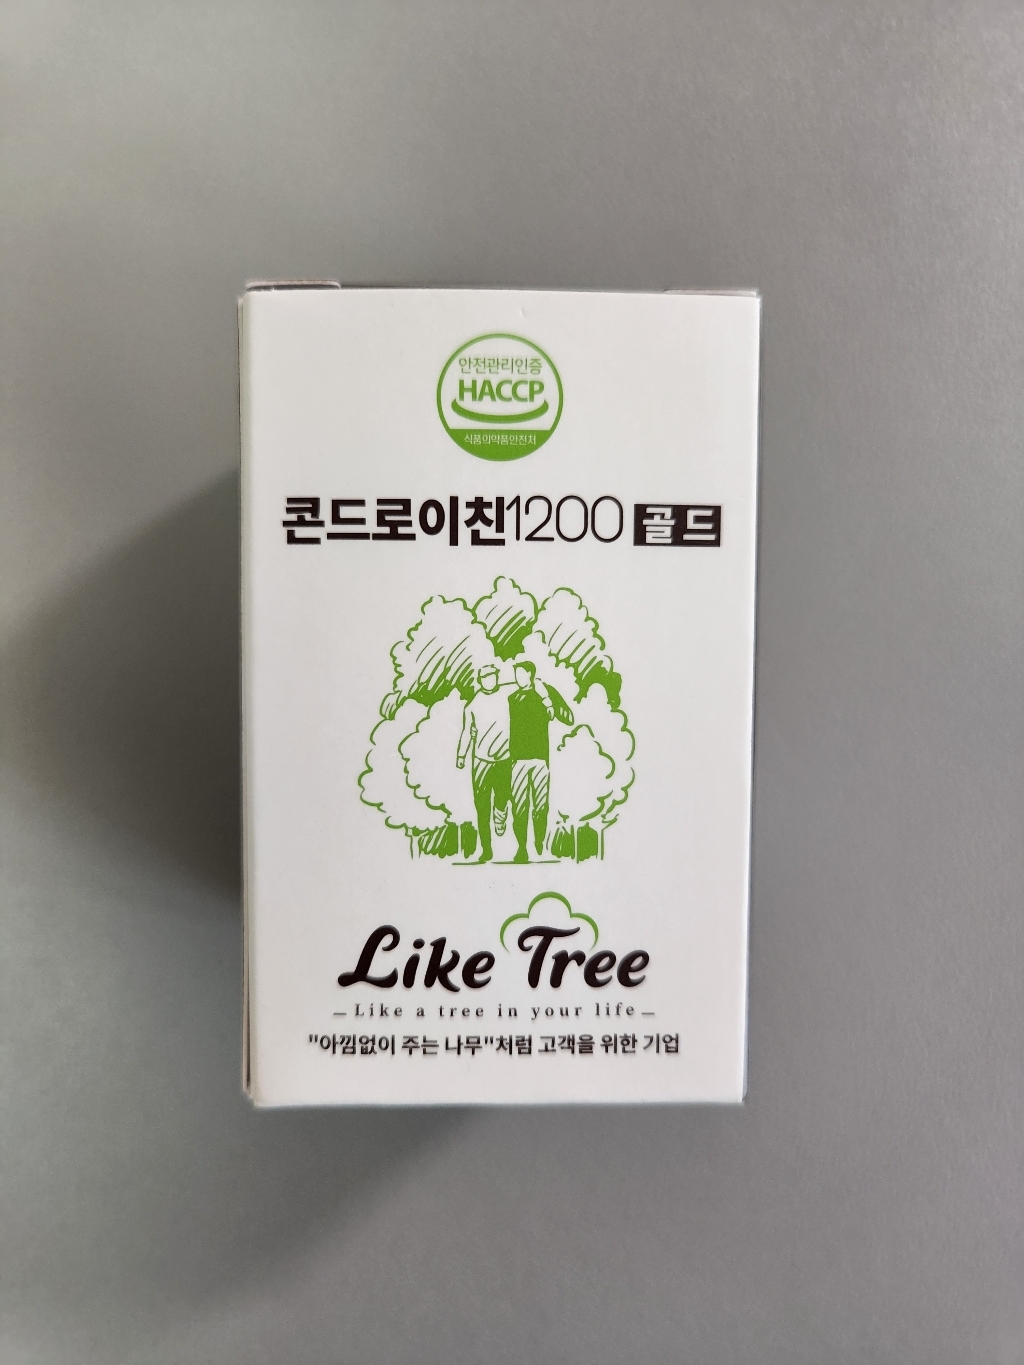 안전관리인증
HACCP
식품의약품안전처
콘드로이친1200 골드
Like Tree
Like a tree in your life
"아낌없이 주는 나무"처럼 고객을 위한 기업